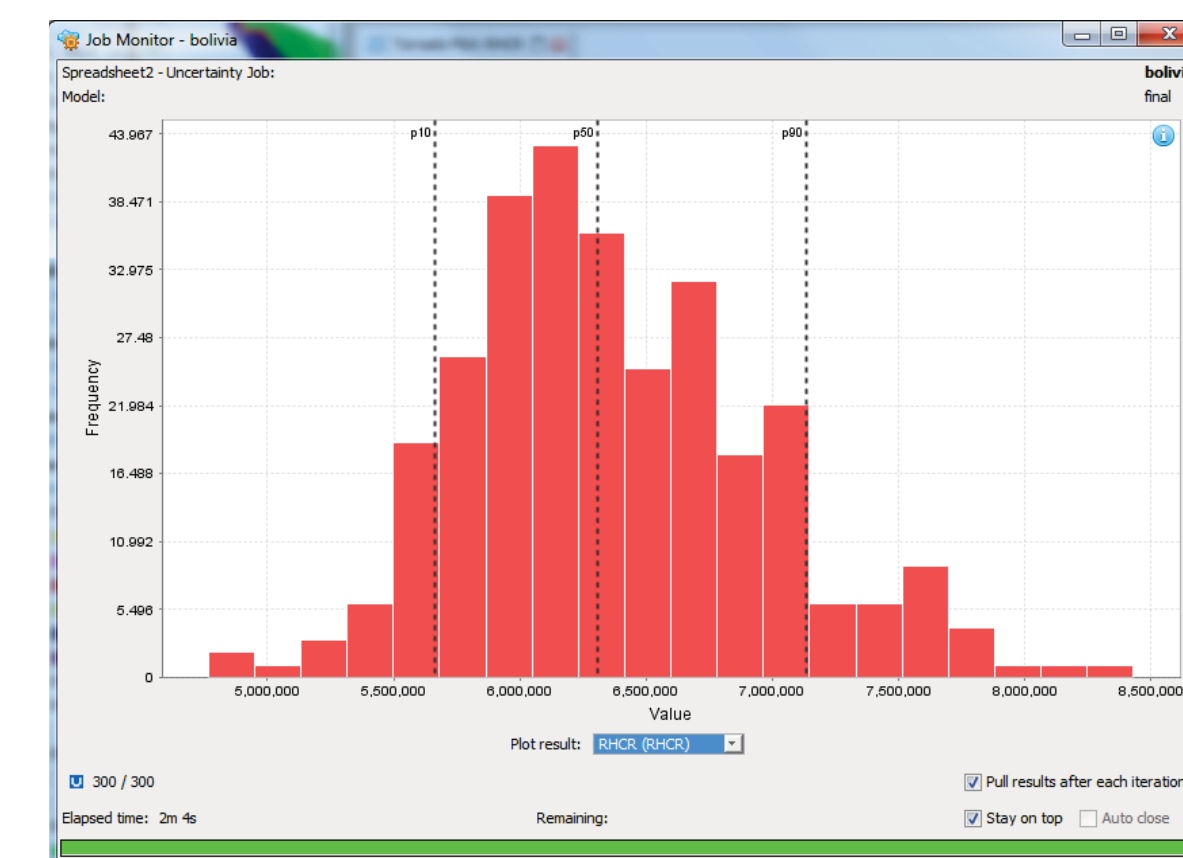 Job Monitor - bolivia
Spreadsheet2 - Uncertainty Job:
bolivi
Model:
final
43.967
p10
p50
p90
38.471
32.975
27.48
21.984
16.488
10.992
5.496
0
Frequency
5,000,000 5,500,000 6,000,000 6,500,000 7,000,000 7,500,000 8,000,000 8,500,000
Value
Plot result: RHCR (RHCR)
300 / 300
Pull results after each iteration
Elapsed time: 2m 4s
Remaining:
Stay on top
Auto close